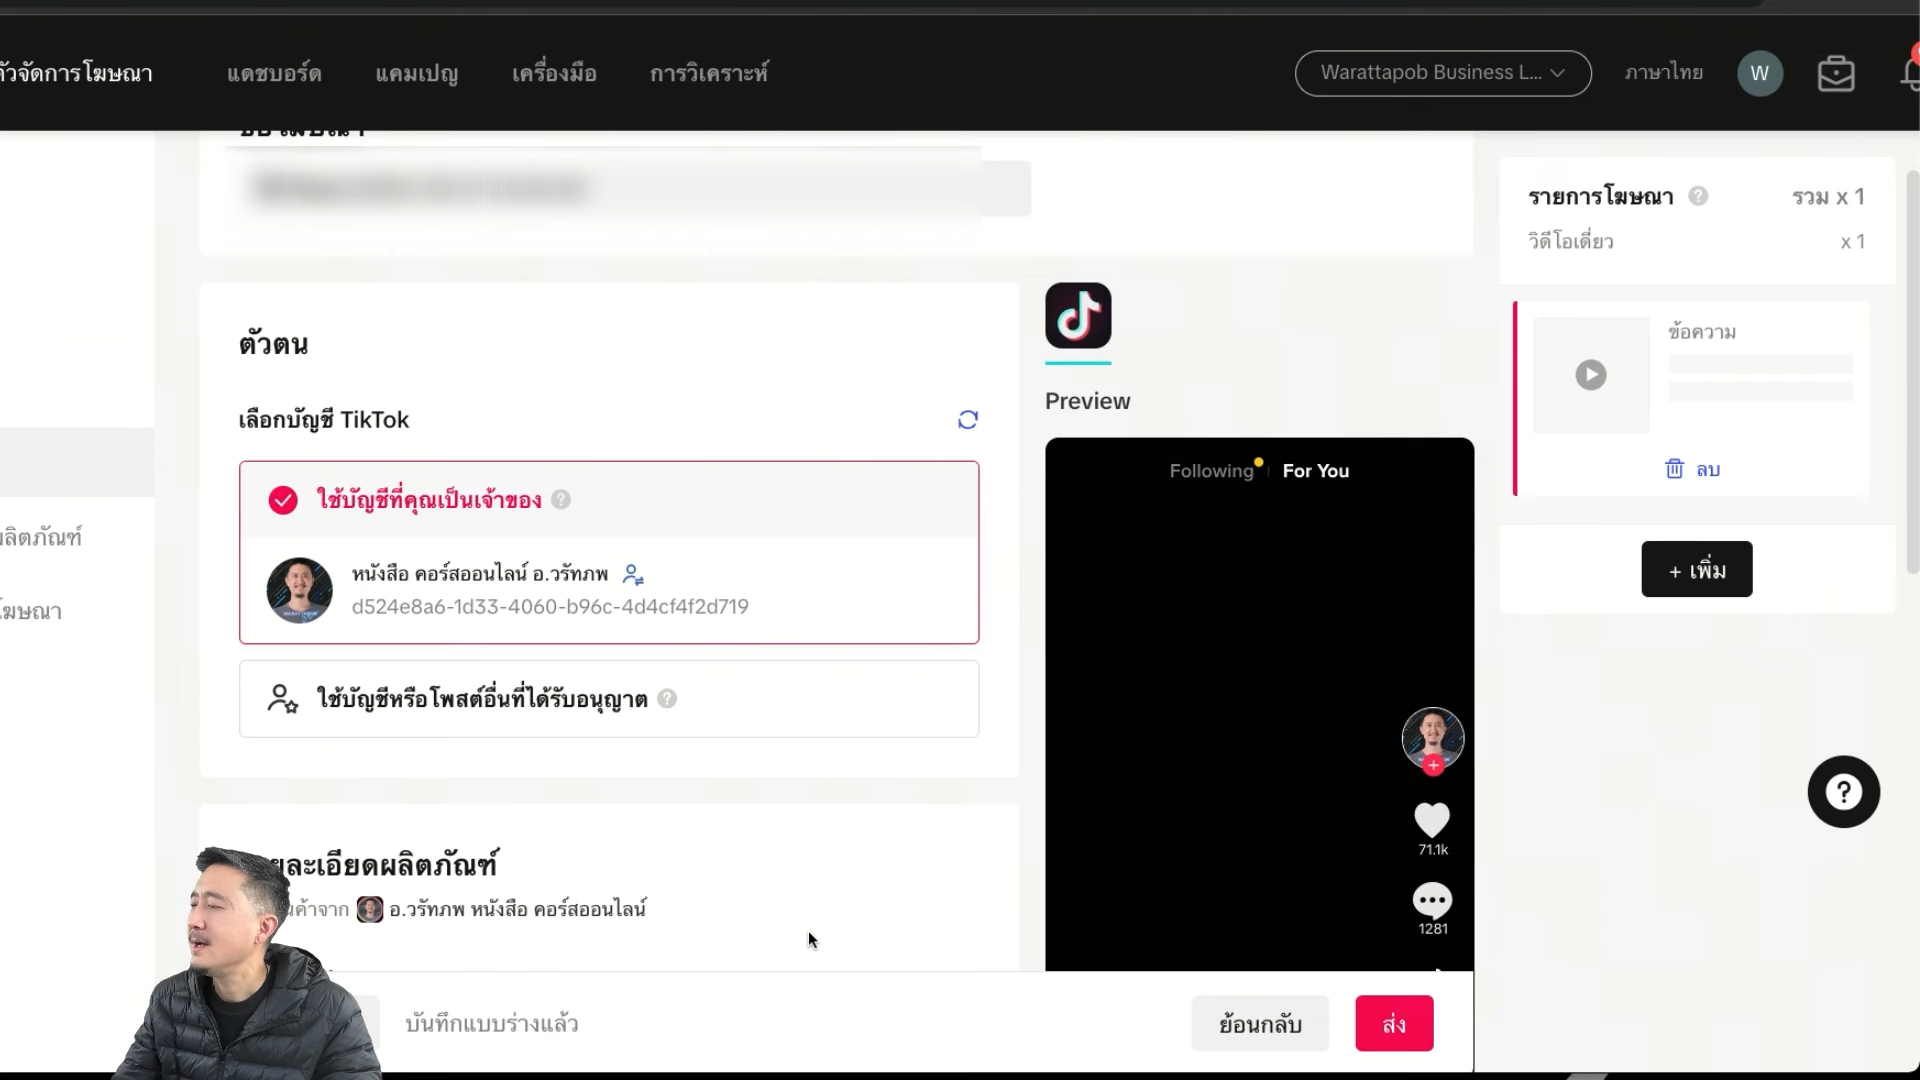 ตัวจัดการโฆษณา
แดชบอร์ด
แคมเปญ
เครื่องมือ
การวิเคราะห์
Warattapob Business L...
ภาษาไทย
W
รายการโฆษณา
รวม x 1
วิดีโอเดี่ยว
x 1
ข้อความ
ลบ
+ เพิ่ม
ตัวตน
เลือกบัญชี TikTok
ใช้บัญชีที่คุณเป็นเจ้าของ
หนังสือ คอร์สออนไลน์ อ.วรัทภพ
d524e8a6-1d33-4060-b96c-4d4cf4f2d719
ใช้บัญชีหรือโพสต์อื่นที่ได้รับอนุญาต
Preview
Following
For You
71.1k
1281
ลิตภัณฑ์
โฆษณา
ยละเอียดผลิตภัณฑ์
นค้าจาก อ.วรัทภพ หนังสือ คอร์สออนไลน์
บันทึกแบบร่างแล้ว
ย้อนกลับ
ส่ง